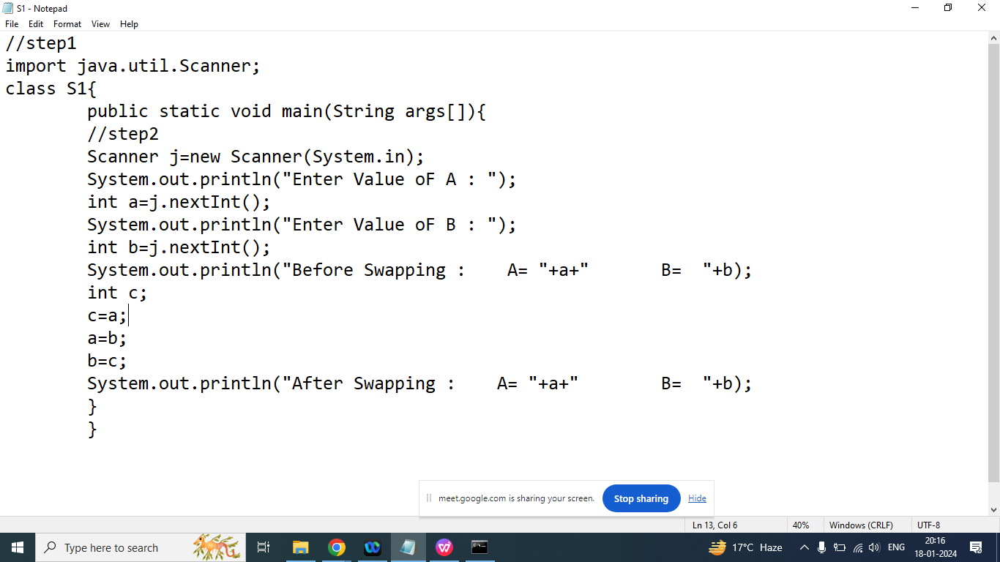 S1 - Notepad
File Edit Format View Help
//step1
import java.util.Scanner;
class S1{
public static void main(String args[]){
//step2
Scanner j=new Scanner(System.in);
System.out.println("Enter Value oF A : ");
int a=j.nextInt();
System.out.println("Enter Value oF B : ");
int b=j.nextInt();
System.out.println("Before Swapping :    A= "+a+"       B=  "+b);
int c;
c=a;
a=b;
b=c;
System.out.println("After Swapping :    A= "+a+"        B=  "+b);
}
}
meet.google.com is sharing your screen. Stop sharing Hide
Ln 13, Col 6 40% Windows (CRLF) UTF-8
Type here to search 17°C Haze ENG 20:16
18-01-2024